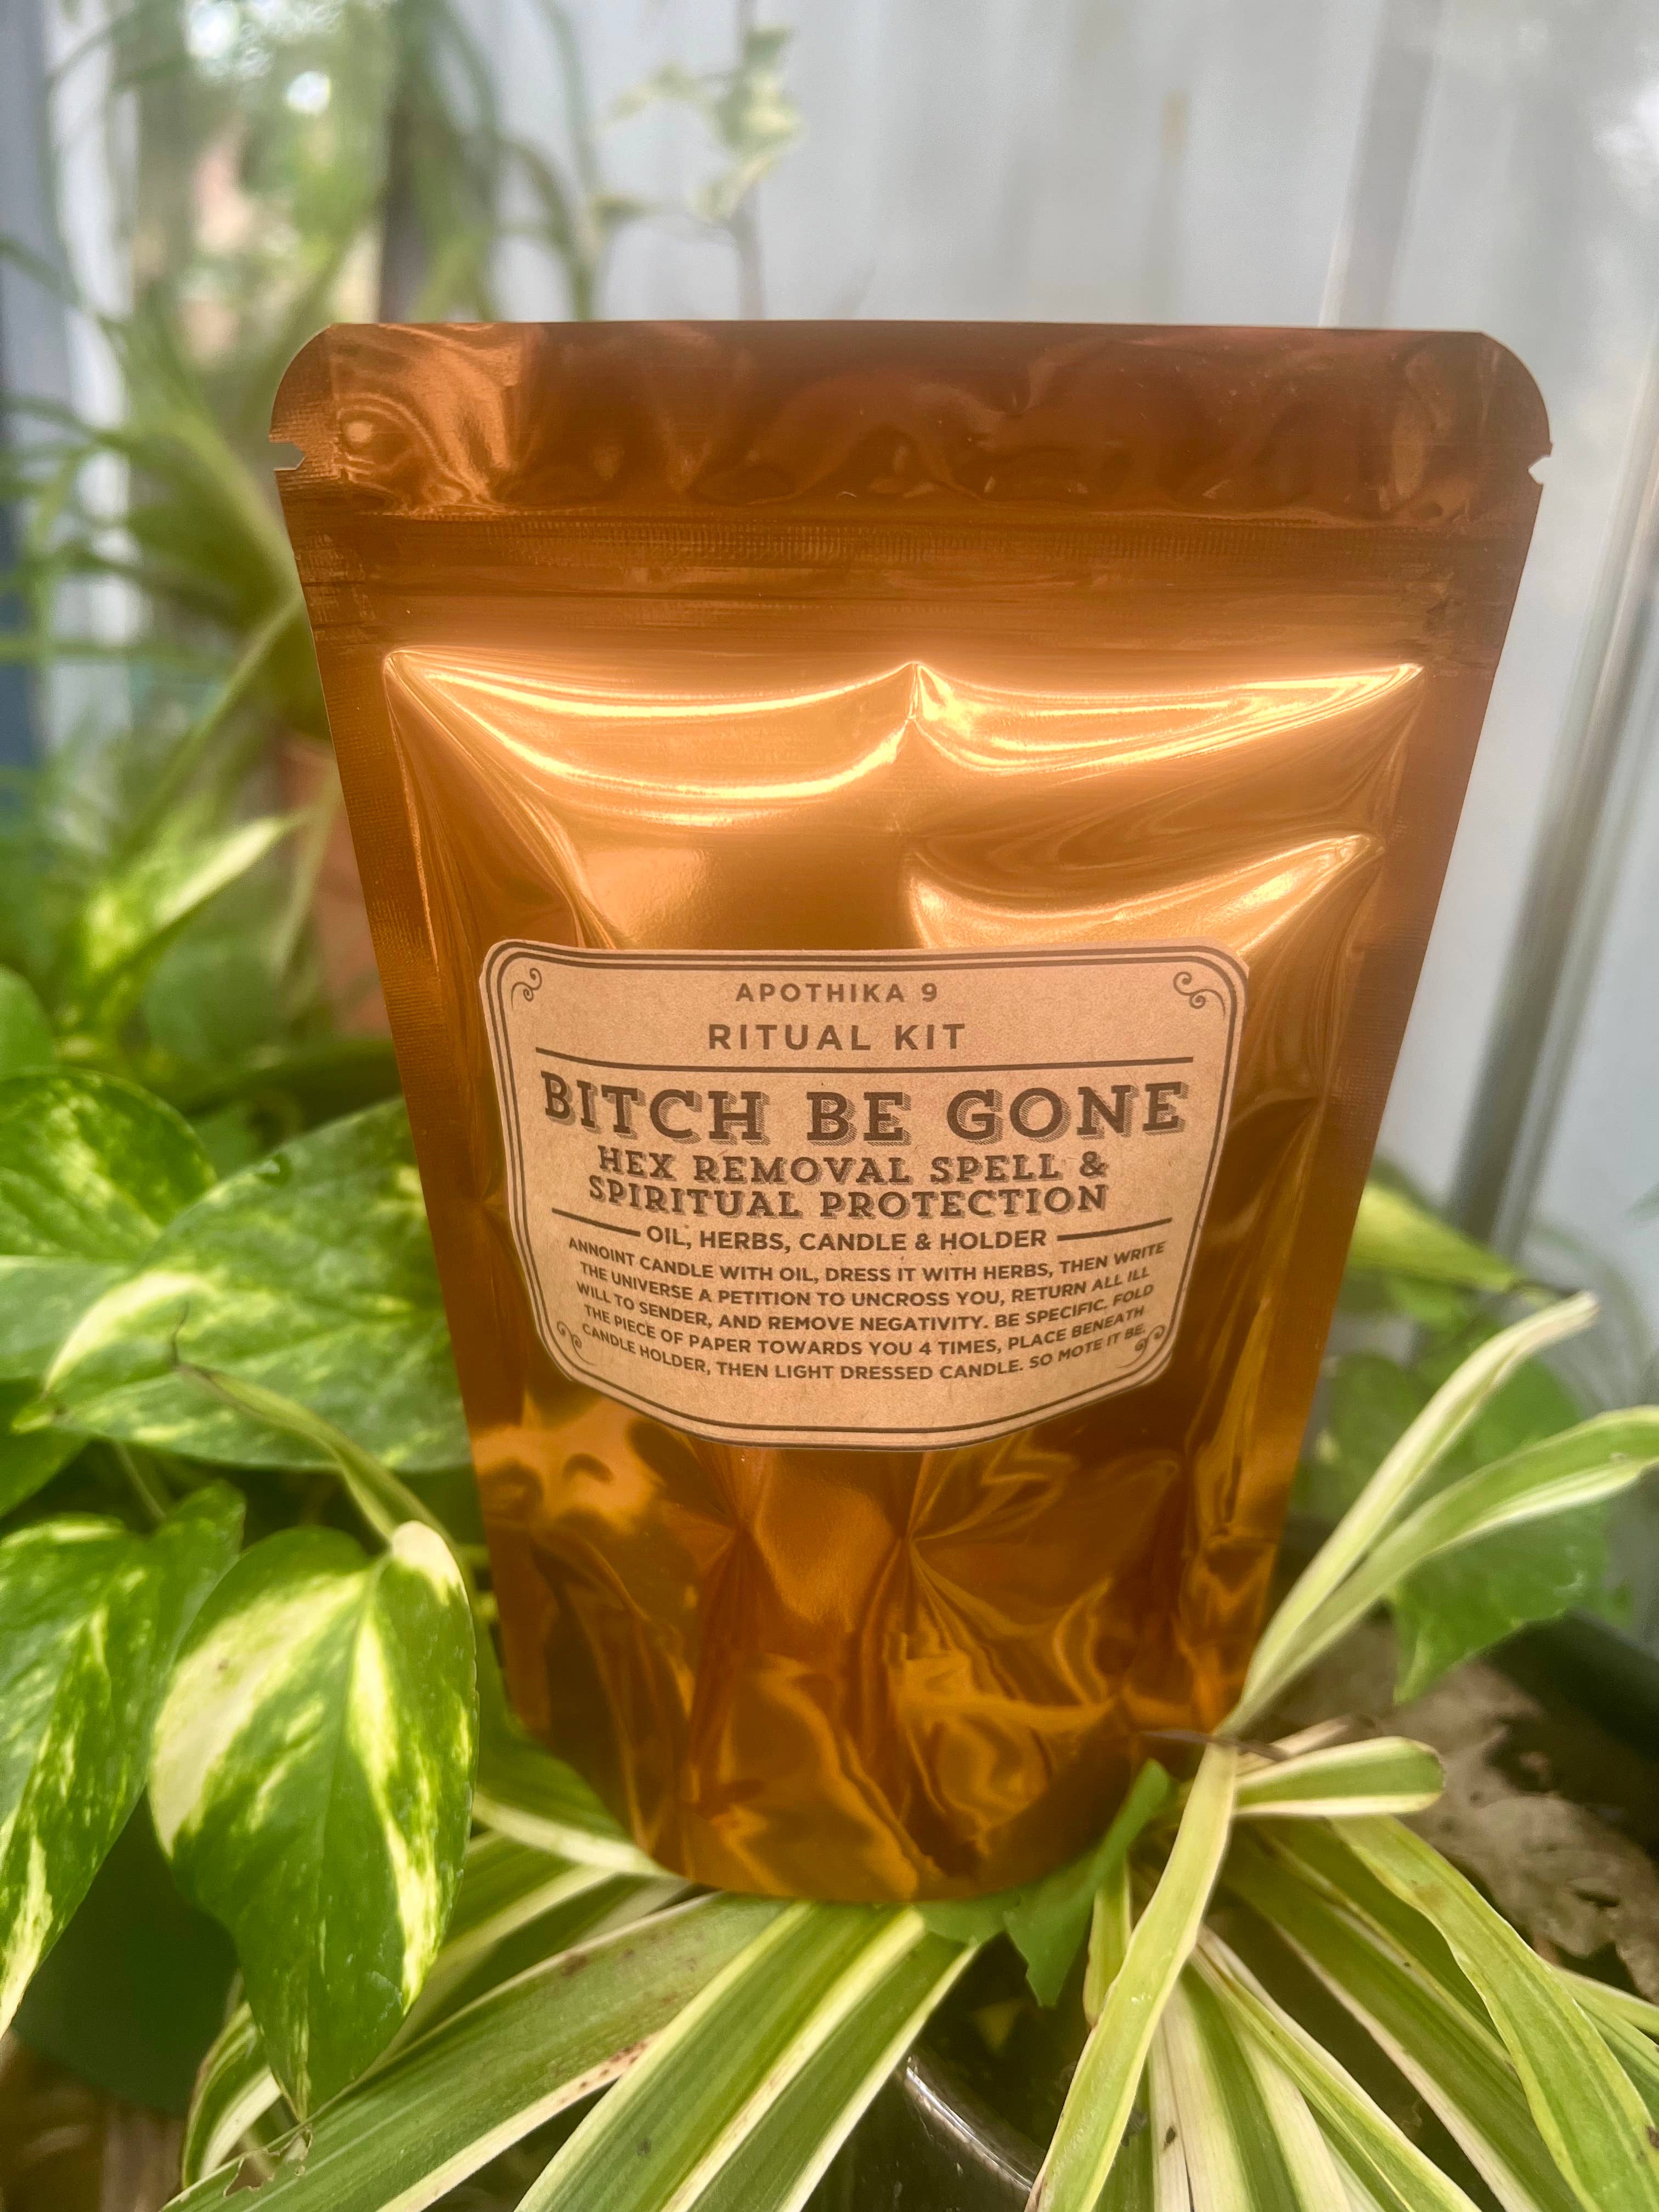 APOTHIKA 9
RITUAL KIT
BITCH BE GONE
HEX REMOVAL SPELL &
SPIRITUAL PROTECTION
OIL, HERBS, CANDLE & HOLDER
ANNOINT CANDLE WITH OIL, DRESS IT WITH HERBS, THEN WRITE
THE UNIVERSE A PETITION TO UNCROSS YOU, RETURN ALL ILL
WILL TO SENDER, AND REMOVE NEGATIVITY. BE SPECIFIC. FOLD
THE PIECE OF PAPER TOWARDS YOU 4 TIMES, PLACE BENEATH
CANDLE HOLDER, THEN LIGHT DRESSED CANDLE. SO MOTE IT BE.